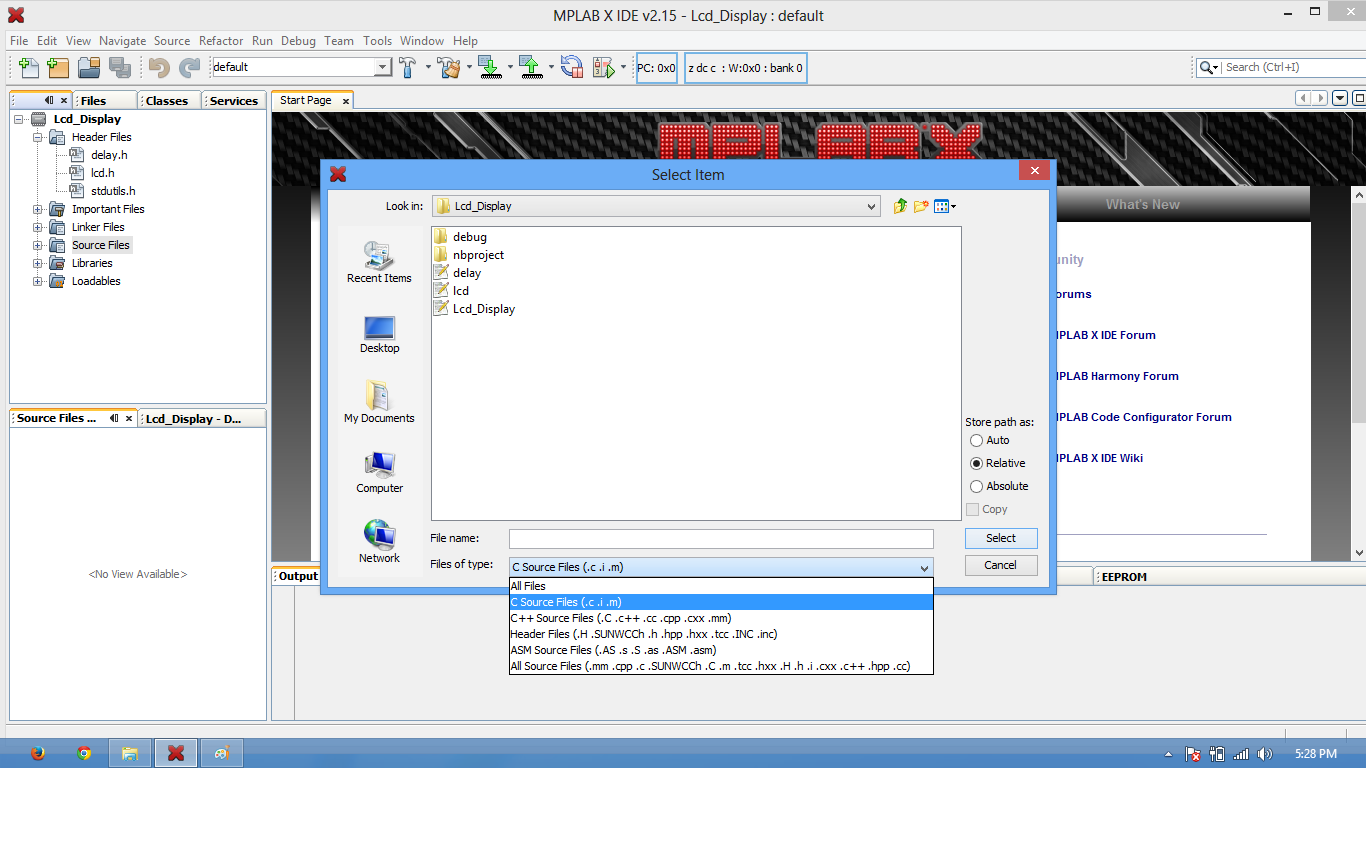 MPLAB X IDE v2.15 - Lcd_Display : default
File Edit View Navigate Source Refactor Run Debug Team Tools Window Help
default
PC: 0x0
z dc c : W:0x0 : bank 0
Search (Ctrl+I)
Files
Classes
Services
Start Page
Lcd_Display
Header Files
delay.h
lcd.h
stdutils.h
Important Files
Linker Files
Source Files
Libraries
Loadables
MPLAB X
What's New
unity
orums
MPLAB X IDE Forum
MPLAB Harmony Forum
MPLAB Code Configurator Forum
MPLAB X IDE Wiki
Select Item
Look in:
Lcd_Display
Recent Items
Desktop
My Documents
Computer
Network
debug
nbproject
delay
lcd
Lcd_Display
Store path as:
Auto
Relative
Absolute
Copy
File name:
Select
Files of type:
C Source Files (.c .i .m)
Cancel
All Files
C Source Files (.c .i .m)
C++ Source Files (.C .c++ .cc .cpp .cxx .mm)
Header Files (.H .SUNWCCh .h .hpp .hxx .tcc .INC .inc)
ASM Source Files (.AS .s .S .as .ASM .asm)
All Source Files (.mm .cpp .c .SUNWCCh .C .m .tcc .hxx .H .h .i .cxx .c++ .hpp .cc)
Source Files ...
Lcd_Display - D...
<No View Available>
Output
EEPROM
5:28 PM